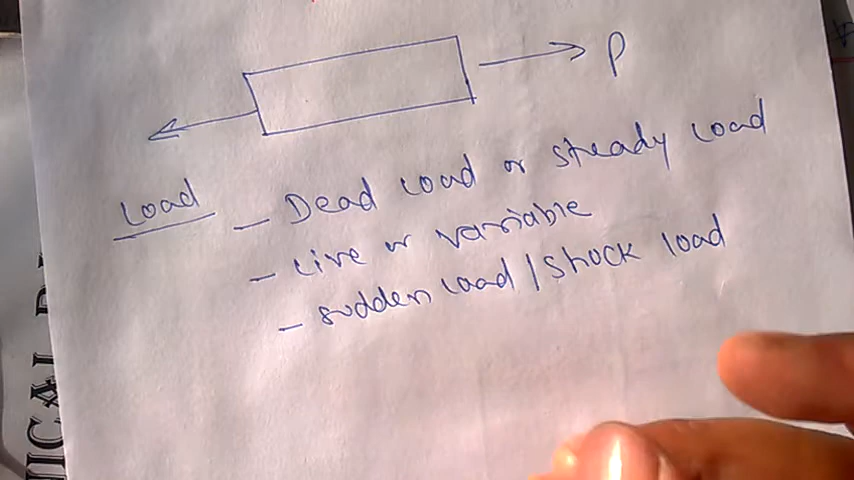 P
Load - Dead load or steady load
- Live or variable
- sudden load / shock load